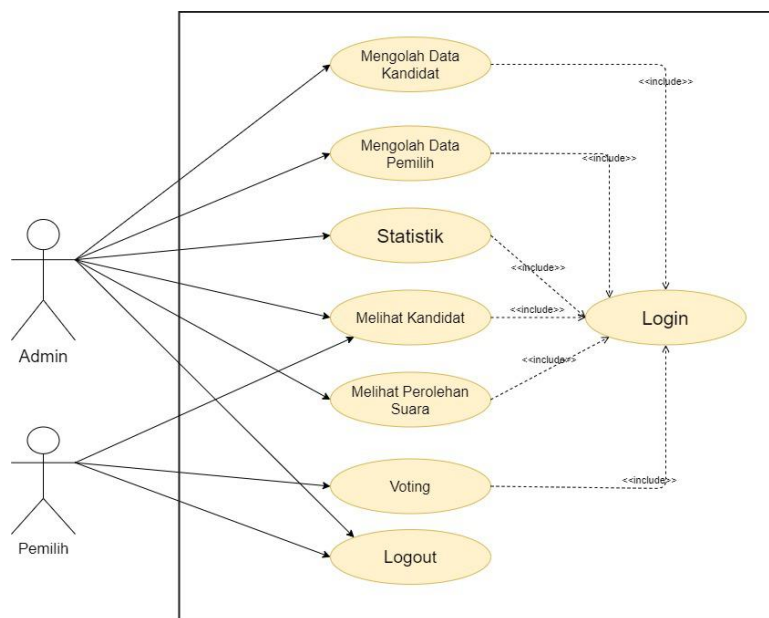 Mengolah Data
Kandidat
<<include>>
Mengolah Data
Pemilih
<<include>>
Statistik
<<include>>
Admin
Melihat Kandidat
<<include>>
Login
Melihat Perolehan
Suara
<<include>>
Pemilih
Voting
<<include>>
Logout